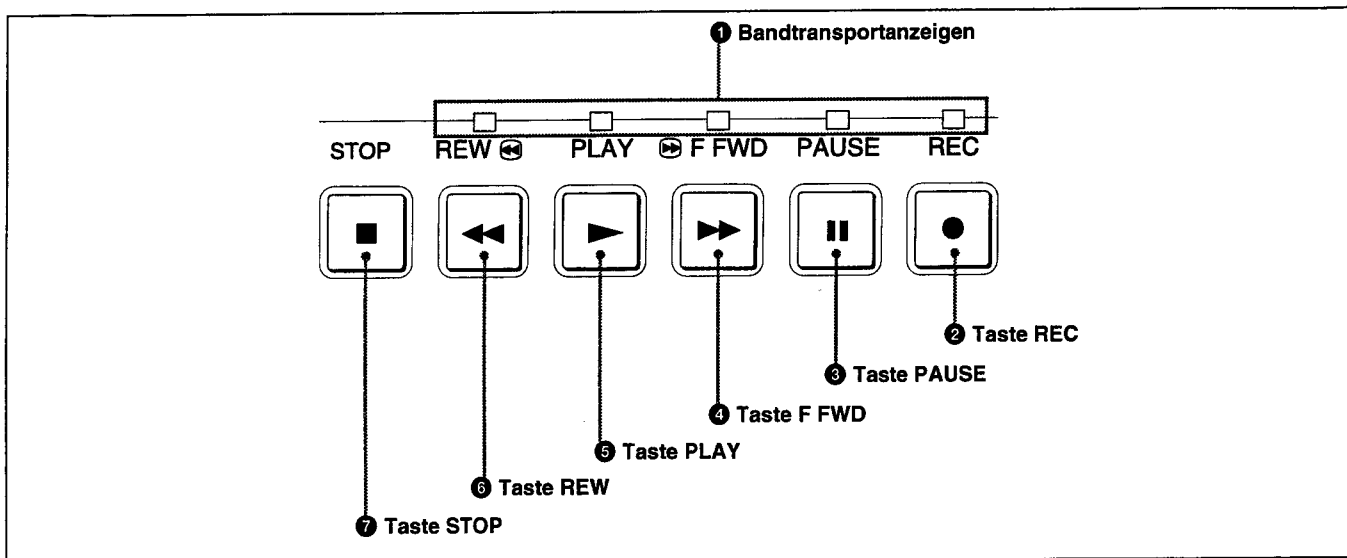 ❶ Bandtransportanzeigen
STOP REW ⏪ PLAY ⏩ F FWD PAUSE REC
❷ Taste REC
❸ Taste PAUSE
❹ Taste F FWD
❺ Taste PLAY
❻ Taste REW
❼ Taste STOP